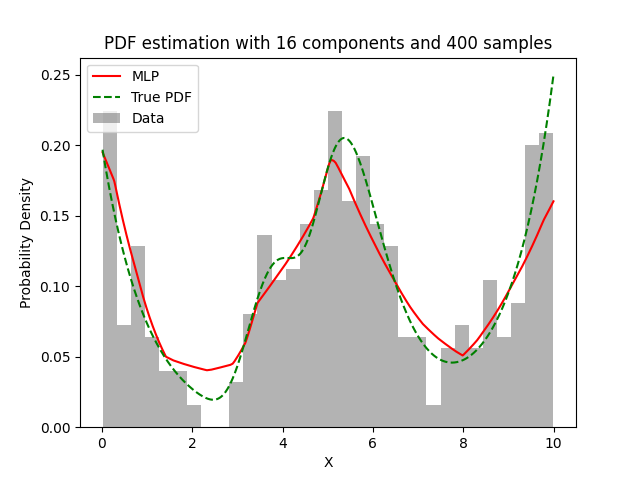 PDF estimation with 16 components and 400 samples
MLP
True PDF
Data
Probability Density
0.25
0.20
0.15
0.10
0.05
0.00
0 2 4 6 8 10
X